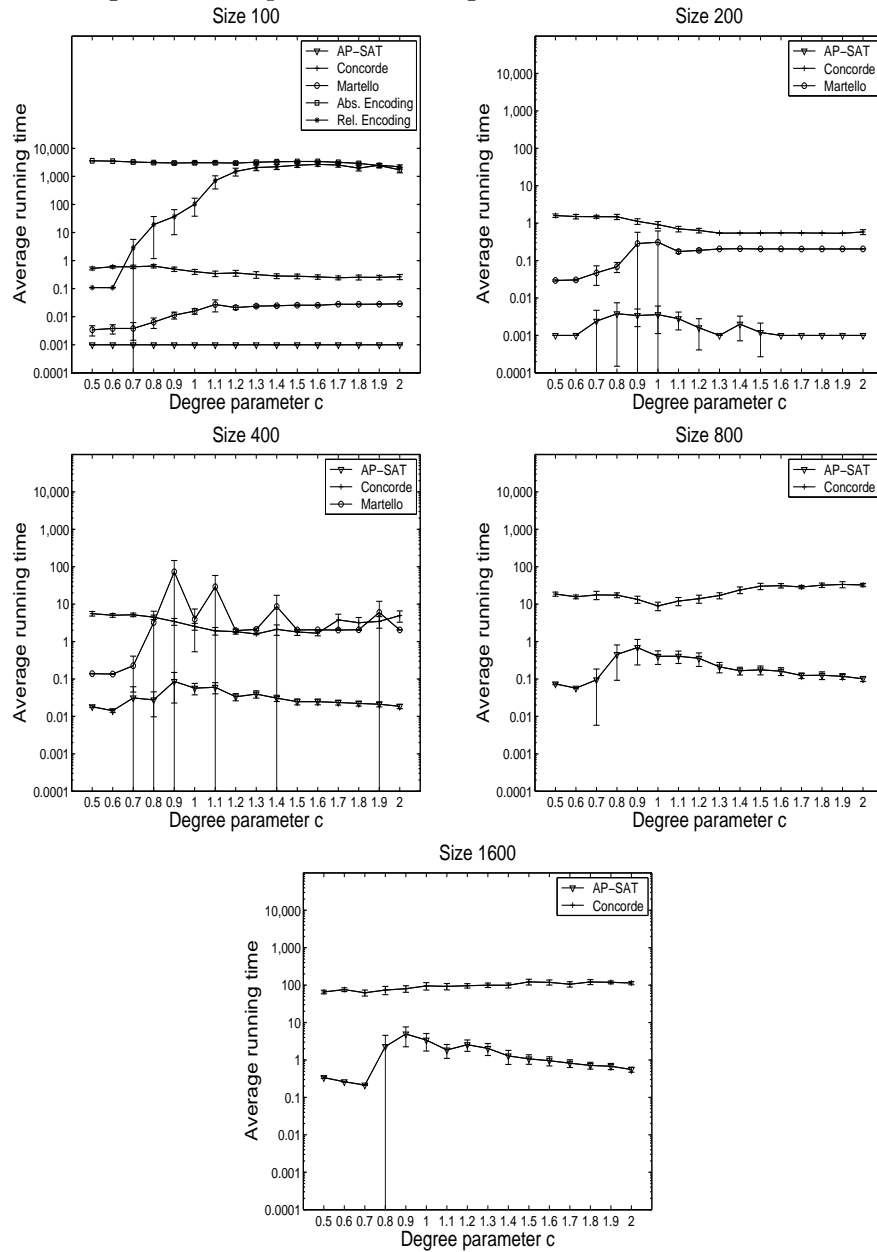 Size 100
AP−SAT
Concorde
Martello
Abs. Encoding
Rel. Encoding
10,000
1,000
100
10
1
0.1
0.01
0.001
0.0001
Average running time
0.5 0.6 0.7 0.8 0.9 1 1.1 1.2 1.3 1.4 1.5 1.6 1.7 1.8 1.9 2
Degree parameter c
Size 200
AP−SAT
Concorde
Martello
10,000
1,000
100
10
1
0.1
0.01
0.001
0.0001
Average running time
0.5 0.6 0.7 0.8 0.9 1 1.1 1.2 1.3 1.4 1.5 1.6 1.7 1.8 1.9 2
Degree parameter c
Size 400
AP−SAT
Concorde
Martello
10,000
1,000
100
10
1
0.1
0.01
0.001
0.0001
Average running time
0.5 0.6 0.7 0.8 0.9 1 1.1 1.2 1.3 1.4 1.5 1.6 1.7 1.8 1.9 2
Degree parameter c
Size 800
AP−SAT
Concorde
10,000
1,000
100
10
1
0.1
0.01
0.001
0.0001
Average running time
0.5 0.6 0.7 0.8 0.9 1 1.1 1.2 1.3 1.4 1.5 1.6 1.7 1.8 1.9 2
Degree parameter c
Size 1600
AP−SAT
Concorde
10,000
1,000
100
10
1
0.1
0.01
0.001
0.0001
Average running time
0.5 0.6 0.7 0.8 0.9 1 1.1 1.2 1.3 1.4 1.5 1.6 1.7 1.8 1.9 2
Degree parameter c